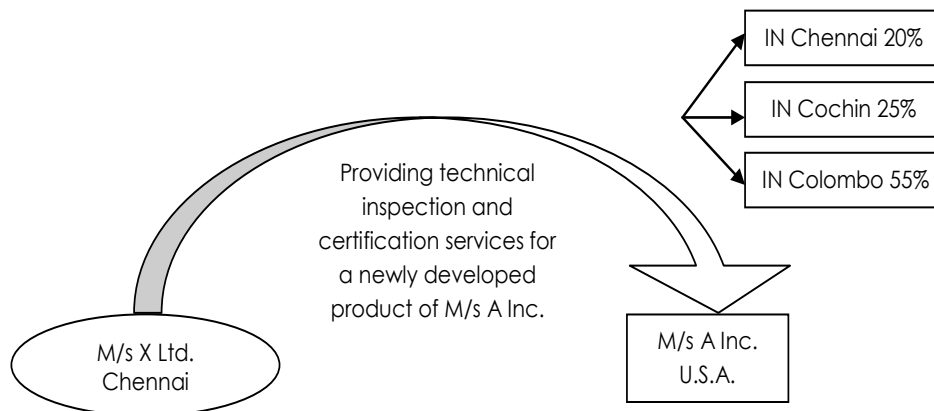 IN Chennai 20%
IN Cochin 25%
IN Colombo 55%
Providing technical
inspection and
certification services for
a newly developed
product of M/s A Inc.
M/s X Ltd.
Chennai
M/s A Inc.
U.S.A.